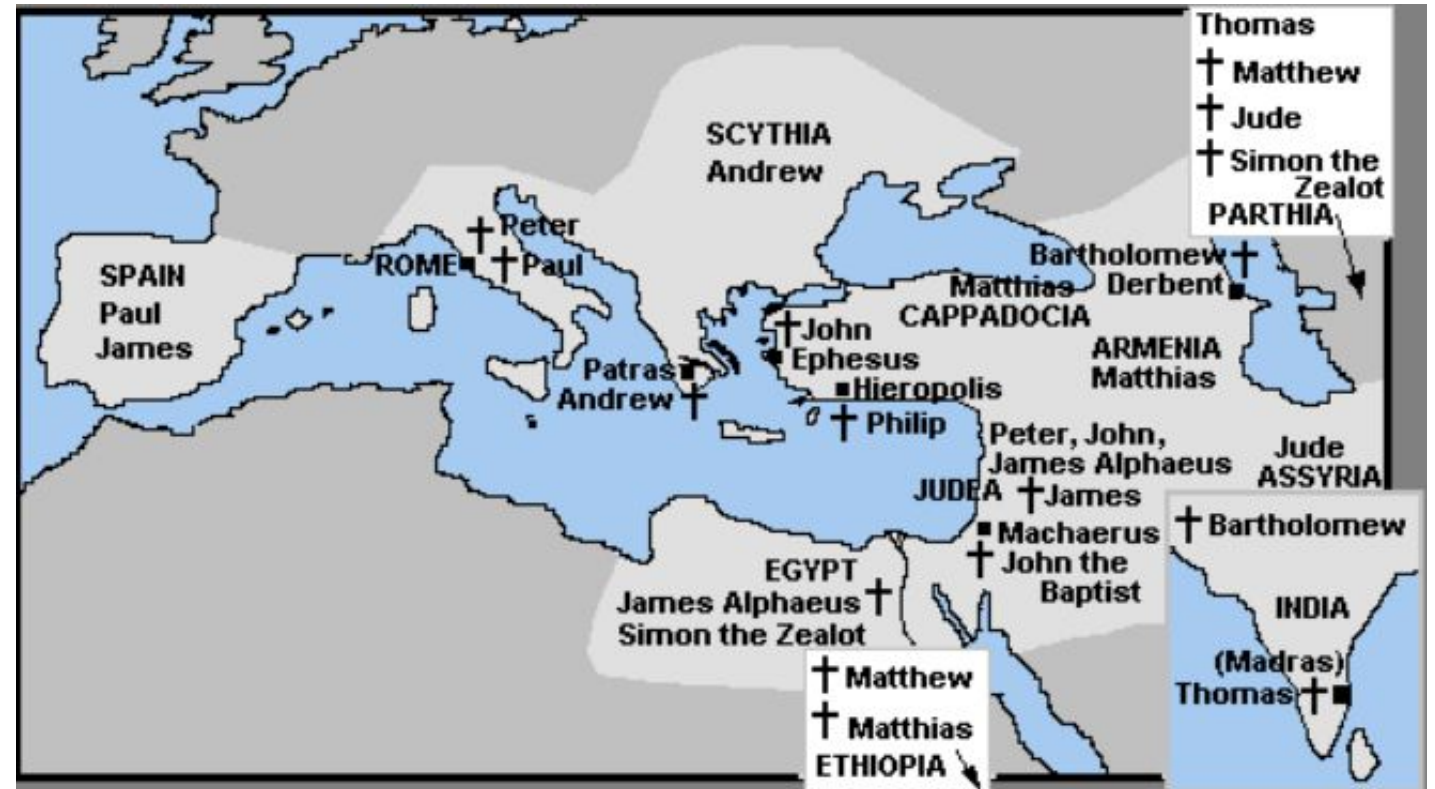 Thomas
† Matthew
† Jude
† Simon the
Zealot
PARTHIA
SCYTHIA
Andrew
† Peter
ROME
† Paul
SPAIN
Paul
James
Bartholomew †
Derbent
Matthias
CAPPADOCIA
ARMENIA
Matthias
† John
Ephesus
Hieropolis
† Philip
Patras
Andrew †
Peter, John,
James Alphaeus
JUDEA † James
Machaerus
† John the
Baptist
Jude
ASSYRIA
EGYPT
James Alphaeus †
Simon the Zealot
† Matthew
† Matthias
ETHIOPIA
† Bartholomew
INDIA
(Madras)
Thomas †